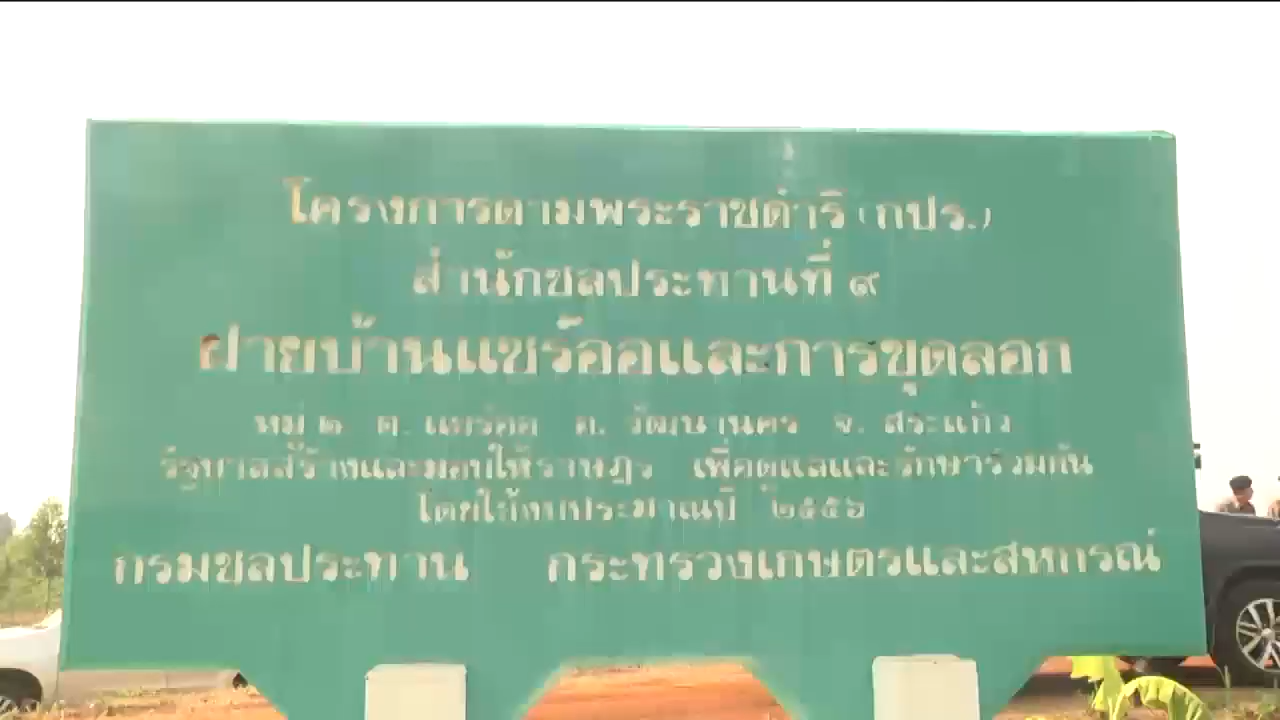 โครงการตามพระราชดำริ (กปร.)
สำนักชลประทานที่ ๙
ฝายบ้านแซร์ออและการขุดลอก
หมู่ ๒ ต. แซร์ออ อ. วัฒนานคร จ. สระแก้ว
รัฐบาลสร้างและมอบให้ราษฎร เพื่อดูแลและรักษาร่วมกัน
โดยใช้งบประมาณปี ๒๕๕๖
กรมชลประทาน กระทรวงเกษตรและสหกรณ์